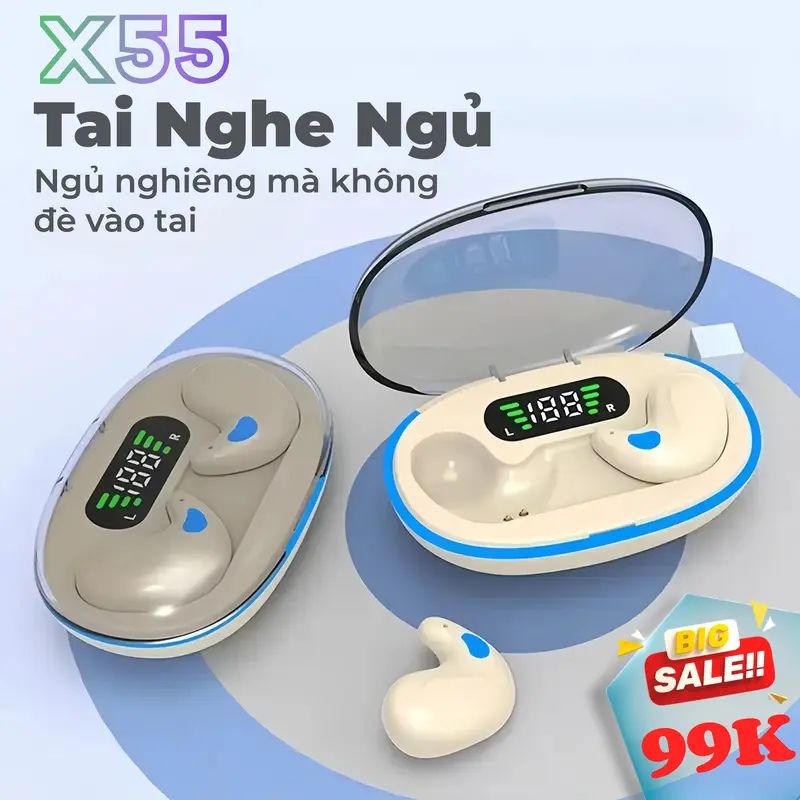 X55
Tai Nghe Ngủ
Ngủ nghiêng mà không
đè vào tai
188
L
R
188
L
R
BIG
SALE!!
99K